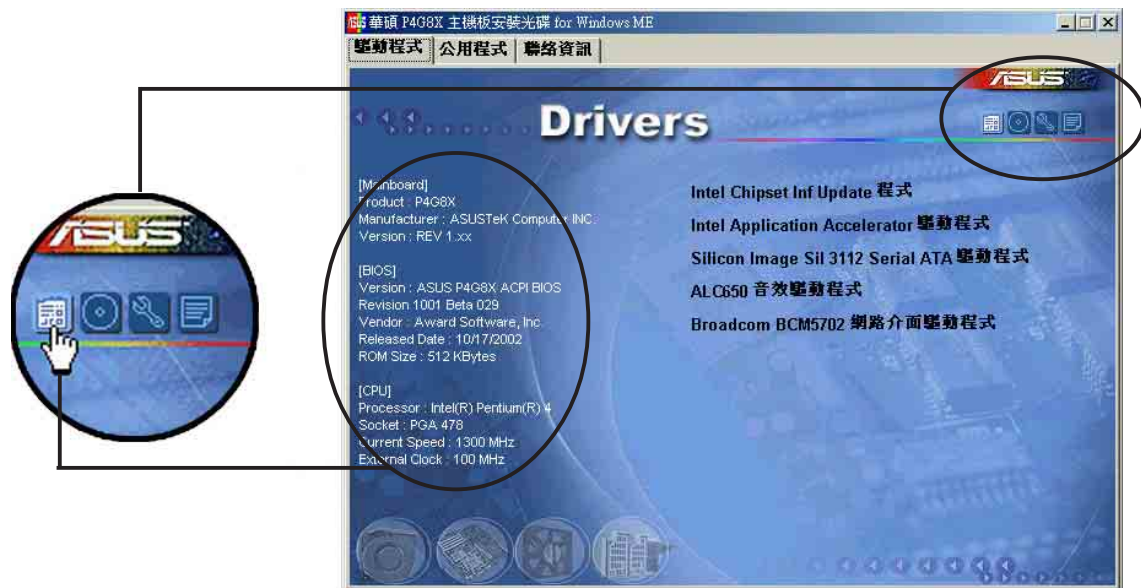 華碩 P4G8X 主機板安裝光碟 for Windows ME
驅動程式 公用程式 聯絡資訊
ASUS
Drivers
[Mainboard]
Product : P4G8X
Manufacturer : ASUSTeK Computer INC.
Version : REV 1.xx
[BIOS]
Version : ASUS P4G8X ACPI BIOS
Revision 1001 Beta 029
Vendor : Award Software, Inc.
Released Date : 10/17/2002
ROM Size : 512 KBytes
[CPU]
Processor : Intel(R) Pentium(R) 4
Socket : PGA 478
Current Speed : 1300 MHz
External Clock : 100 MHz
Intel Chipset Inf Update 程式
Intel Application Accelerator 驅動程式
Silicon Image Sil 3112 Serial ATA 驅動程式
ALC650 音效驅動程式
Broadcom BCM5702 網路介面驅動程式
ASUS